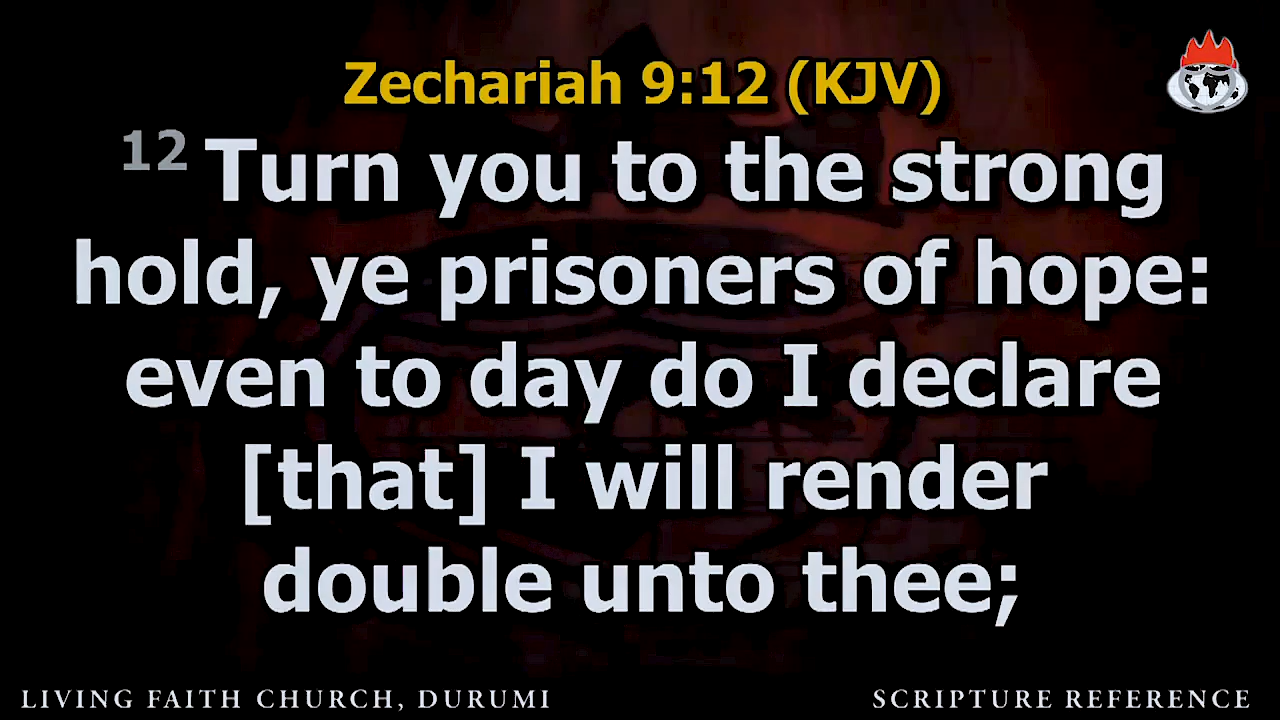 Zechariah 9:12 (KJV)
12 Turn you to the strong
hold, ye prisoners of hope:
even to day do I declare
[that] I will render
double unto thee;
LIVING FAITH CHURCH, DURUMI
SCRIPTURE REFERENCE